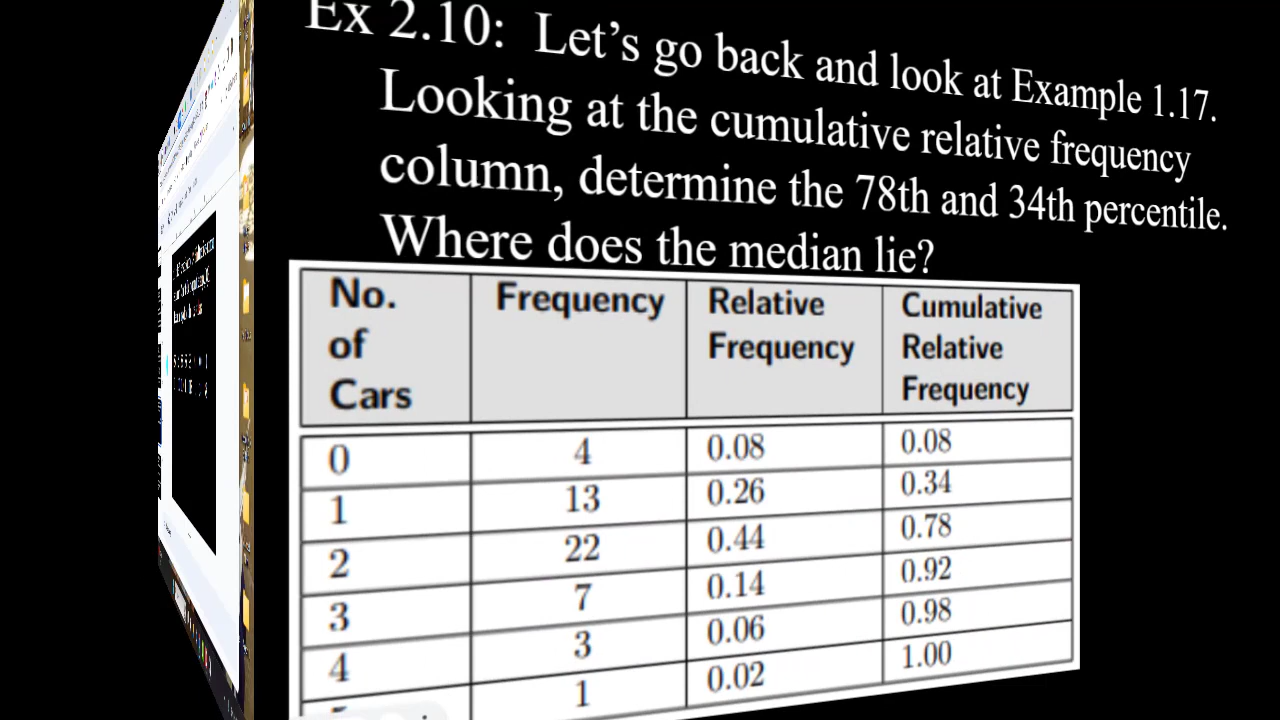 Ex 2.10: Let’s go back and look at Example 1.17.
Looking at the cumulative relative frequency
column, determine the 78th and 34th percentile.
Where does the median lie?
No. of Cars Frequency Relative Frequency Cumulative Relative Frequency
0 4 0.08 0.08
1 13 0.26 0.34
2 22 0.44 0.78
3 7 0.14 0.92
4 3 0.06 0.98
1 0.02 1.00